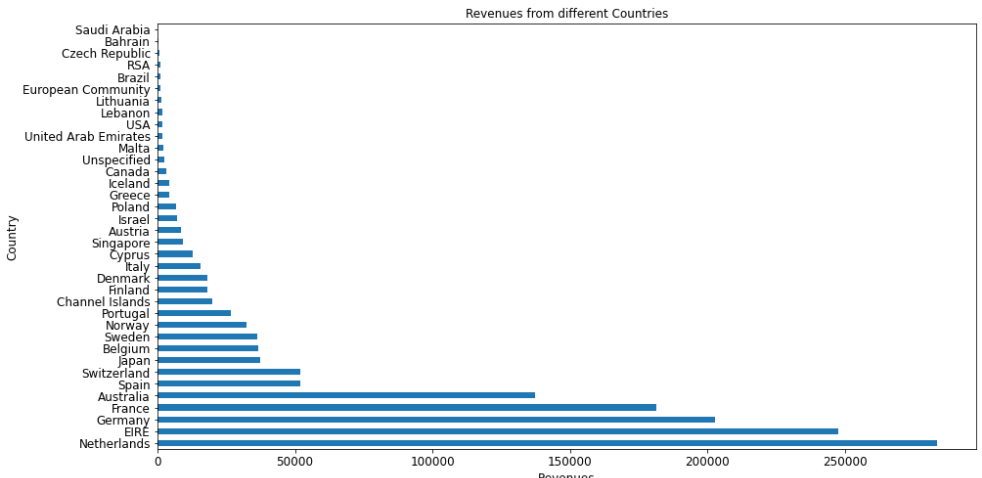 Revenues from different Countries
Country
Saudi Arabia
Bahrain
Czech Republic
RSA
Brazil
European Community
Lithuania
Lebanon
USA
United Arab Emirates
Malta
Unspecified
Canada
Iceland
Greece
Poland
Israel
Austria
Singapore
Cyprus
Italy
Denmark
Finland
Channel Islands
Portugal
Norway
Sweden
Belgium
Japan
Switzerland
Spain
Australia
France
Germany
EIRE
Netherlands
0 50000 100000 150000 200000 250000
Revenues